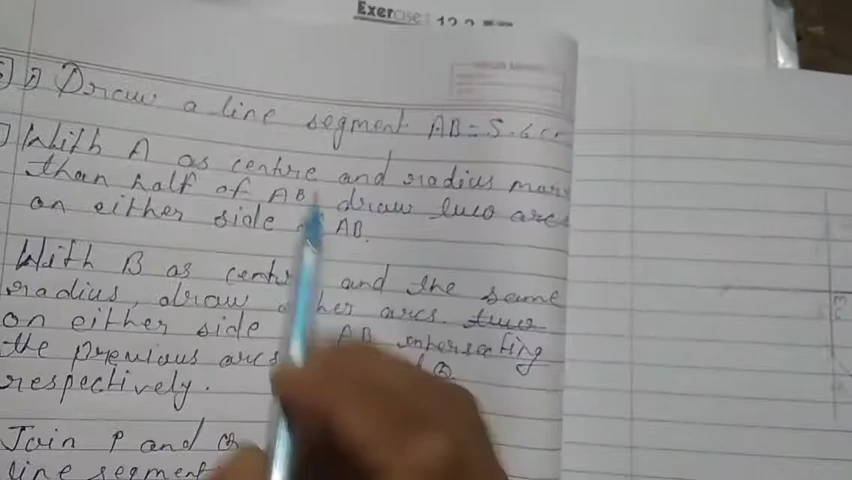 Exercise:
Draw a line segment AB = 5.6 cm
With A as centre and radius more
than half of AB, draw two arcs
on either side AB.
With B as centre and the same
radius, draw other arcs
on either side AB intersecting
the previous arcs
respectively.
Join P and Q
line segment